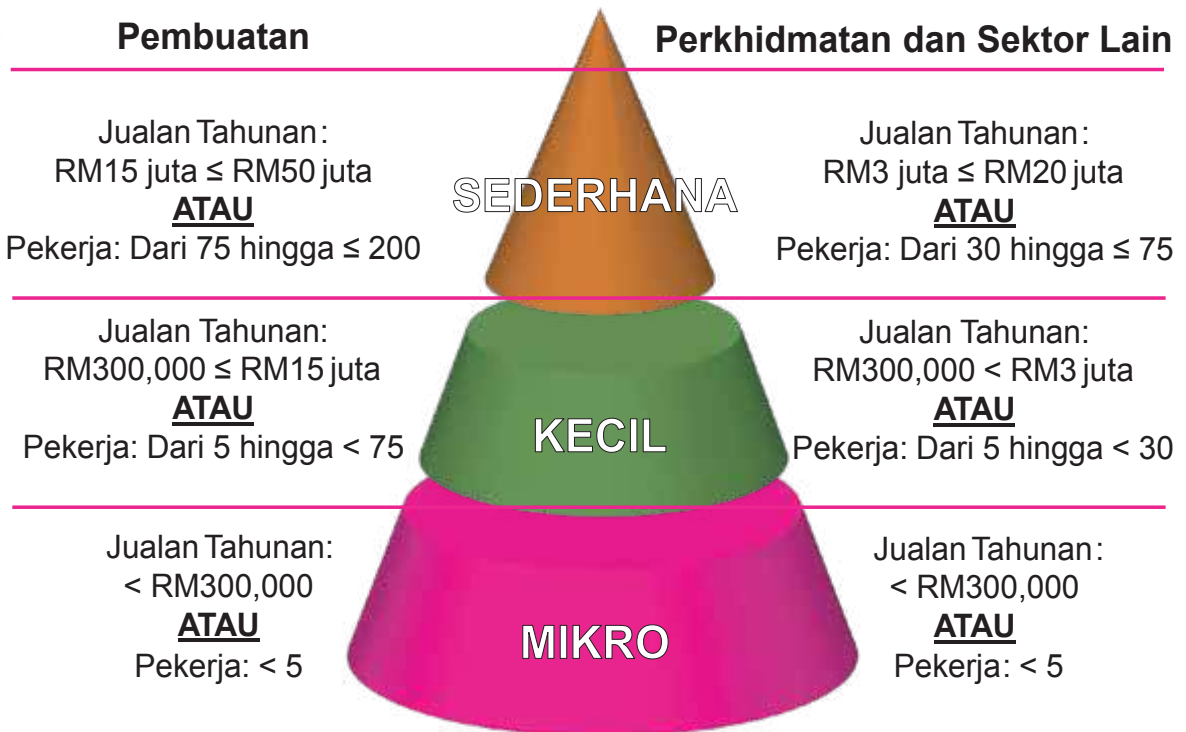 Pembuatan
Perkhidmatan dan Sektor Lain
Jualan Tahunan:
RM15 juta ≤ RM50 juta
ATAU
Pekerja: Dari 75 hingga ≤ 200
SEDERHANA
Jualan Tahunan:
RM3 juta ≤ RM20 juta
ATAU
Pekerja: Dari 30 hingga ≤ 75
Jualan Tahunan:
RM300,000 ≤ RM15 juta
ATAU
Pekerja: Dari 5 hingga < 75
KECIL
Jualan Tahunan:
RM300,000 < RM3 juta
ATAU
Pekerja: Dari 5 hingga < 30
Jualan Tahunan:
< RM300,000
ATAU
Pekerja: < 5
MIKRO
Jualan Tahunan:
< RM300,000
ATAU
Pekerja: < 5